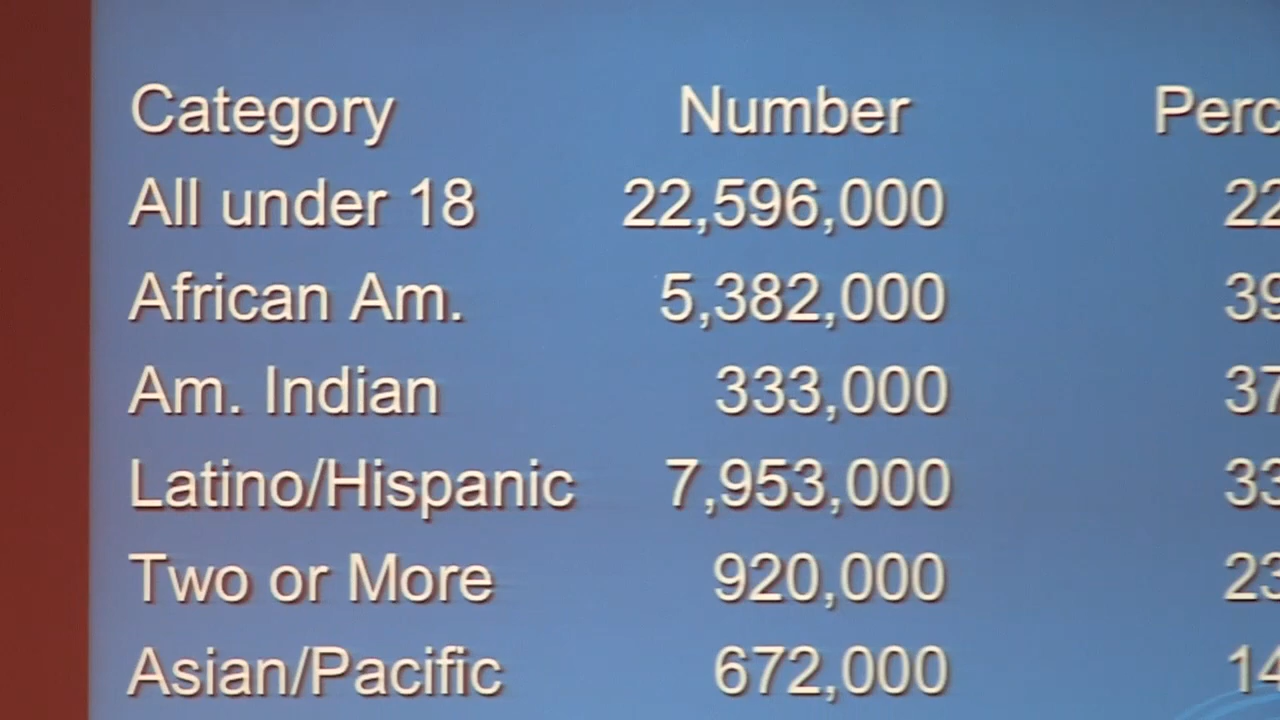 Category Number Perc
All under 18 22,596,000 22
African Am. 5,382,000 39
Am. Indian 333,000 37
Latino/Hispanic 7,953,000 33
Two or More 920,000 23
Asian/Pacific 672,000 14